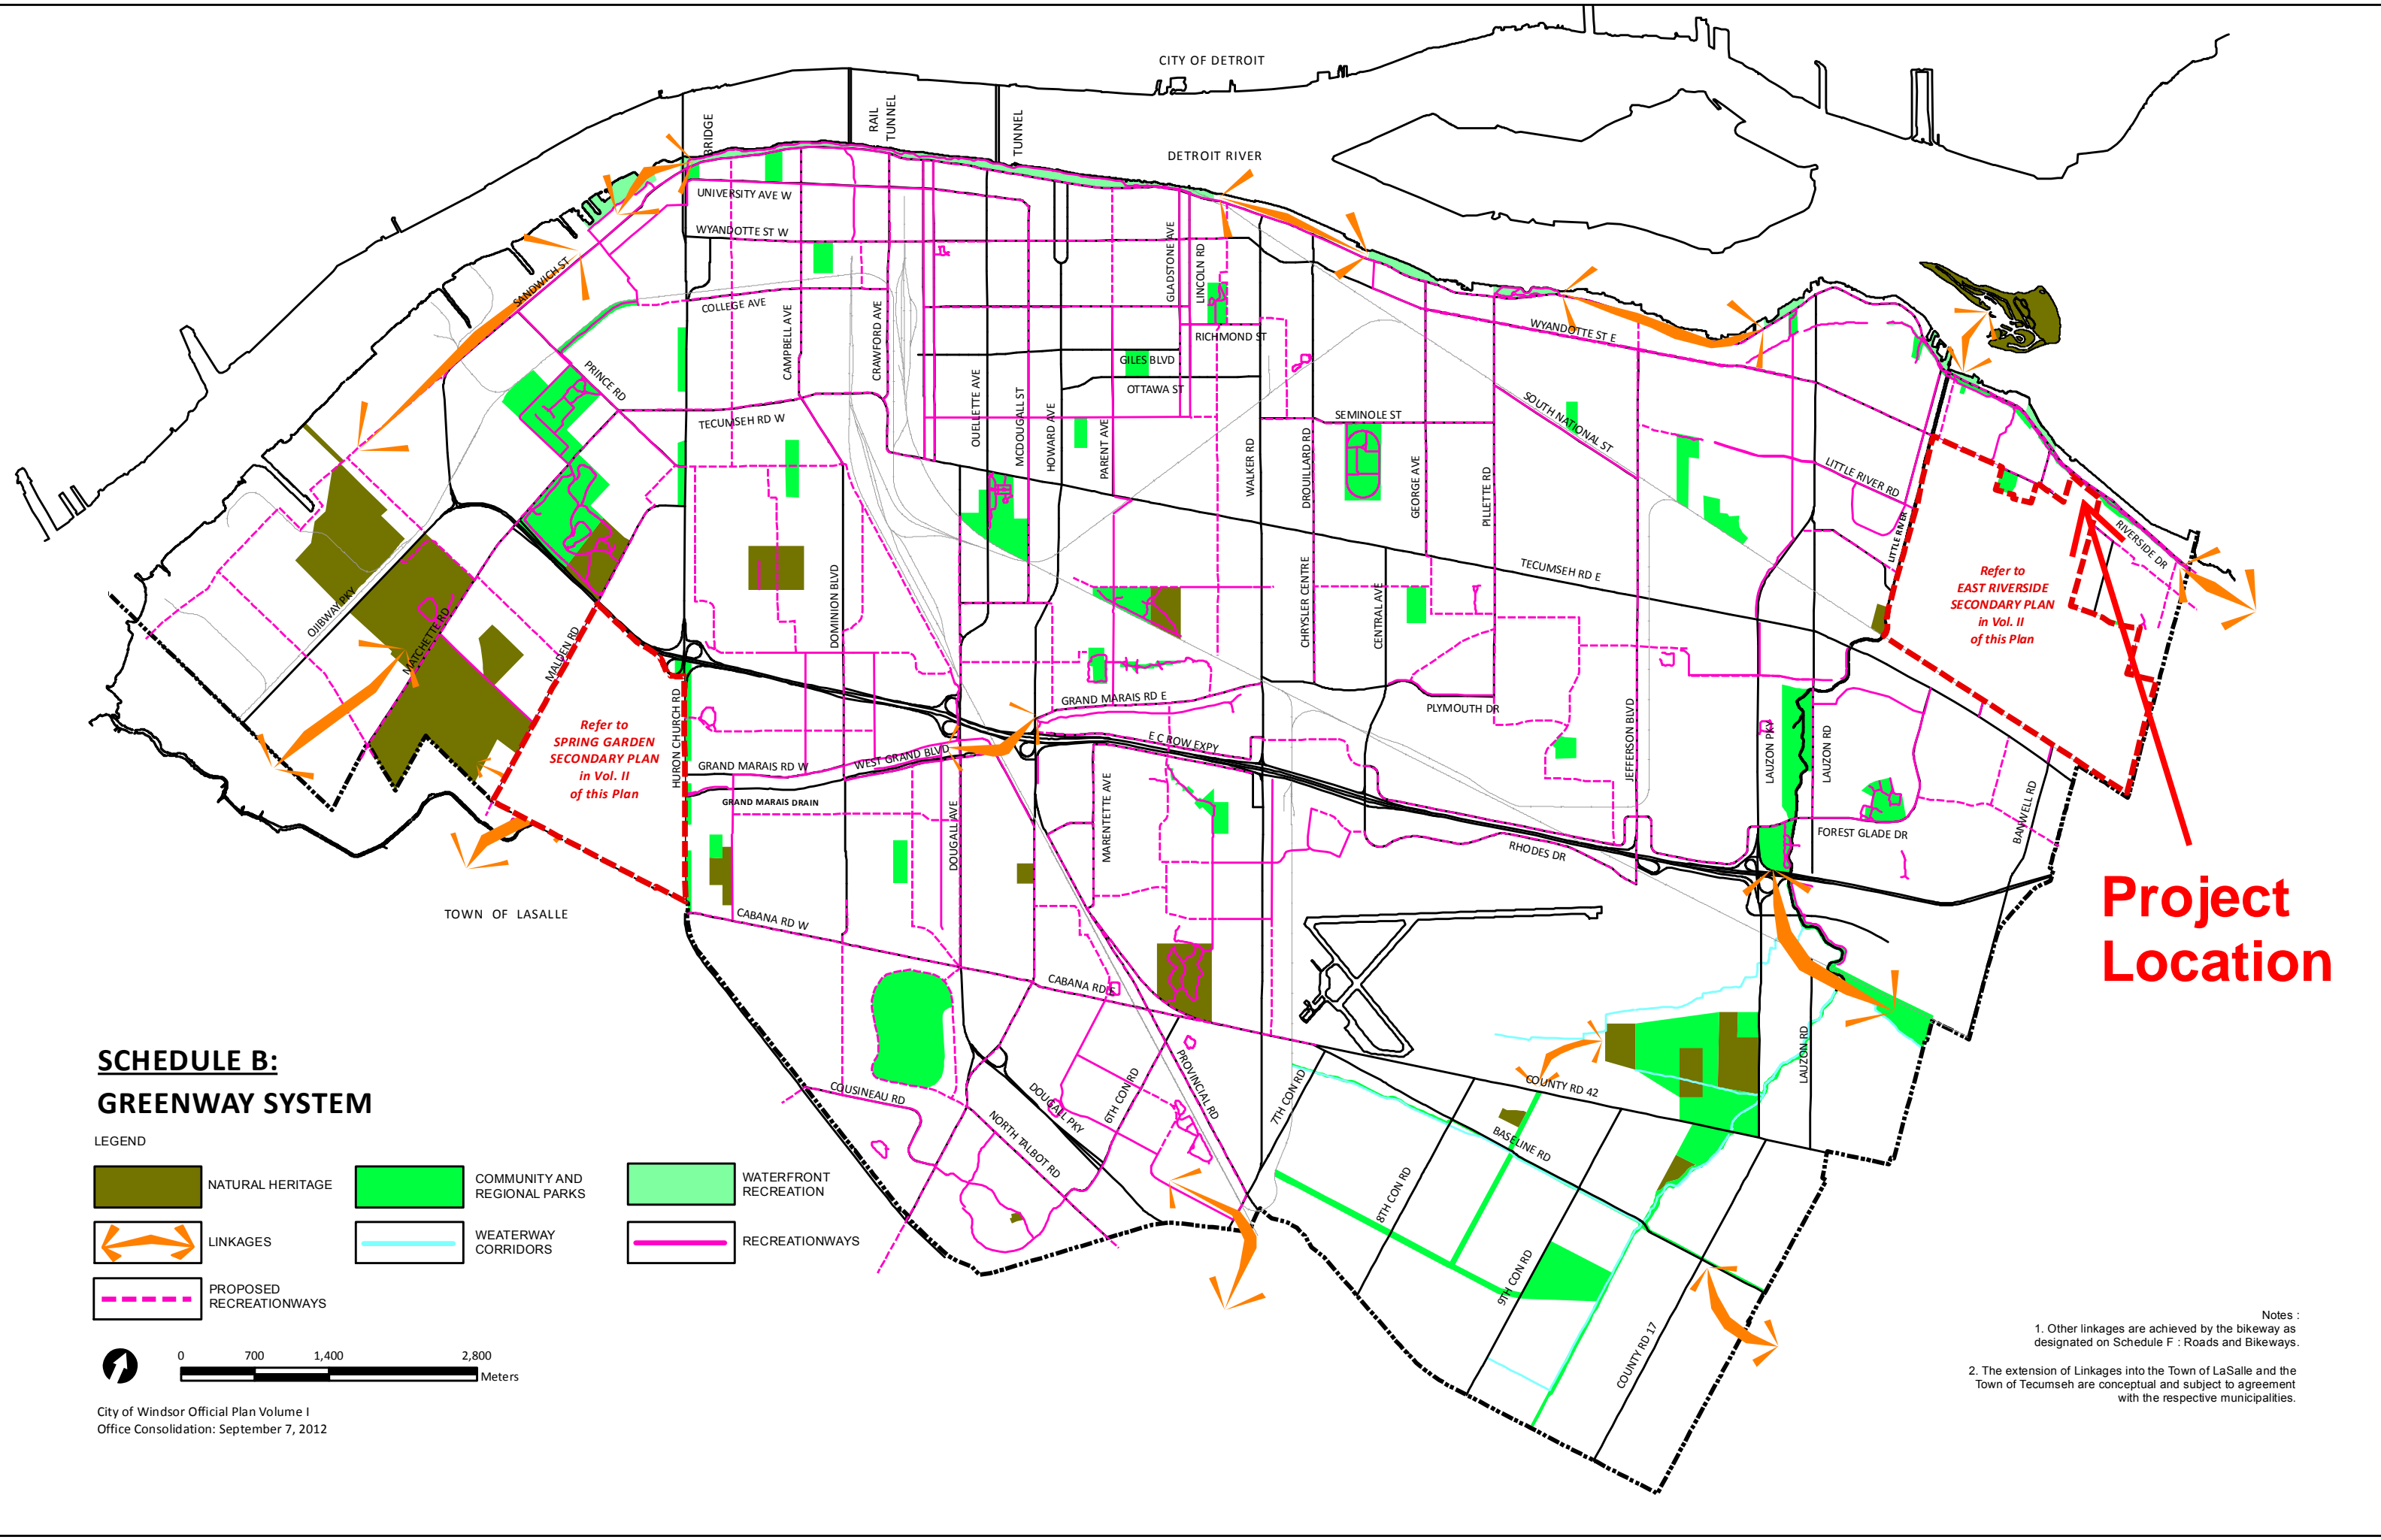 CITY OF DETROIT
BRIDGE
RAIL
TUNNEL
TUNNEL
DETROIT RIVER
UNIVERSITY AVE W
WYANDOTTE ST W
GLADSTONE AVE
LINCOLN RD
SANDWICH ST
COLLEGE AVE
CAMPBELL AVE
CRAWFORD AVE
RICHMOND ST
WYANDOTTE ST E
GILES BLVD
PRINCE RD
OTTAWA ST
OUELLETTE AVE
MCDOUGALL ST
HOWARD AVE
PARENT AVE
TECUMSEH RD W
SEMINOLE ST
SOUTH NATIONAL ST
WALKER RD
DROUILLARD RD
GEORGE AVE
PILLETTE RD
LITTLE RIVER RD
LITTLE RIVER
RIVERSIDE DR
TECUMSEH RD E
Refer to
EAST RIVERSIDE
SECONDARY PLAN
in Vol. II
of this Plan
OJIBWAY PKY
MATCHETTE RD
MALDEN RD
DOMINION BLVD
CHRYSLER CENTRE
CENTRAL AVE
HURON CHURCH RD
GRAND MARAIS RD E
PLYMOUTH DR
JEFFERSON BLVD
LAUZON PKY
LAUZON RD
Refer to
SPRING GARDEN
SECONDARY PLAN
in Vol. II
of this Plan
E C ROW EXPY
WEST GRAND BLVD
GRAND MARAIS RD W
GRAND MARAIS DRAIN
DOUGALL AVE
MARENTETTE AVE
RHODES DR
FOREST GLADE DR
BANWELL RD
Project
Location
TOWN OF LASALLE
CABANA RD W
CABANA RD E
LAUZON RD
COUNTY RD 42
COUSINEAU RD
NORTH TALBOT RD
DOUGALL PKY
6TH CON RD
PROVINCIAL RD
7TH CON RD
BASELINE RD
8TH CON RD
9TH CON RD
COUNTY RD 17
SCHEDULE B:
GREENWAY SYSTEM
LEGEND
NATURAL HERITAGE
COMMUNITY AND
REGIONAL PARKS
WATERFRONT
RECREATION
LINKAGES
WEATERWAY
CORRIDORS
RECREATIONWAYS
PROPOSED
RECREATIONWAYS
0 700 1,400 2,800
Meters
City of Windsor Official Plan Volume I
Office Consolidation: September 7, 2012
Notes :
1. Other linkages are achieved by the bikeway as
designated on Schedule F : Roads and Bikeways.
2. The extension of Linkages into the Town of LaSalle and the
Town of Tecumseh are conceptual and subject to agreement
with the respective municipalities.